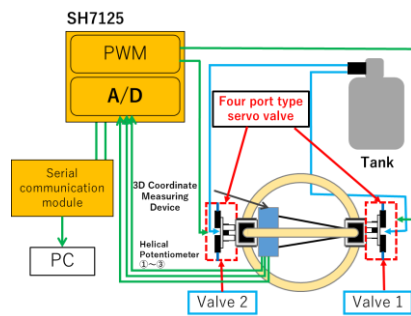 SH7125
PWM
A/D
Four port type
servo valve
Tank
3D Coordinate
Measuring
Device
Serial
communication
module
Helical
Potentiometer
①～③
PC
Valve 2
Valve 1